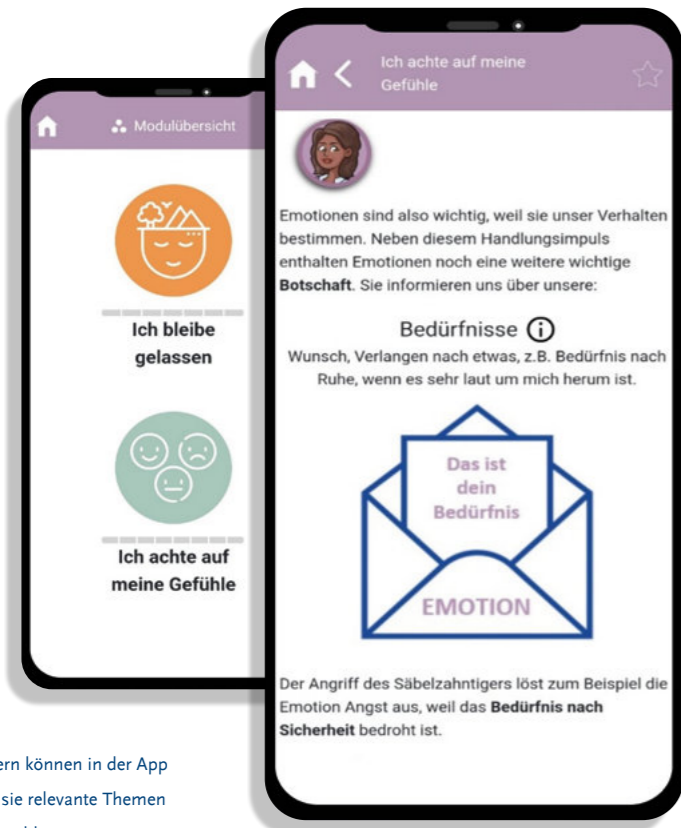 Modulübersicht
Ich bleibe
gelassen
Ich achte auf
meine Gefühle
Ich achte auf meine
Gefühle
Emotionen sind also wichtig, weil sie unser Verhalten
bestimmen. Neben diesem Handlungsimpuls
enthalten Emotionen noch eine weitere wichtige
Botschaft. Sie informieren uns über unsere:
Bedürfnisse i
Wunsch, Verlangen nach etwas, z.B. Bedürfnis nach
Ruhe, wenn es sehr laut um mich herum ist.
Das ist
dein
Bedürfnis
EMOTION
Der Angriff des Säbelzahntigers löst zum Beispiel die
Emotion Angst aus, weil das Bedürfnis nach
Sicherheit bedroht ist.
ern können in der App
sie relevante Themen